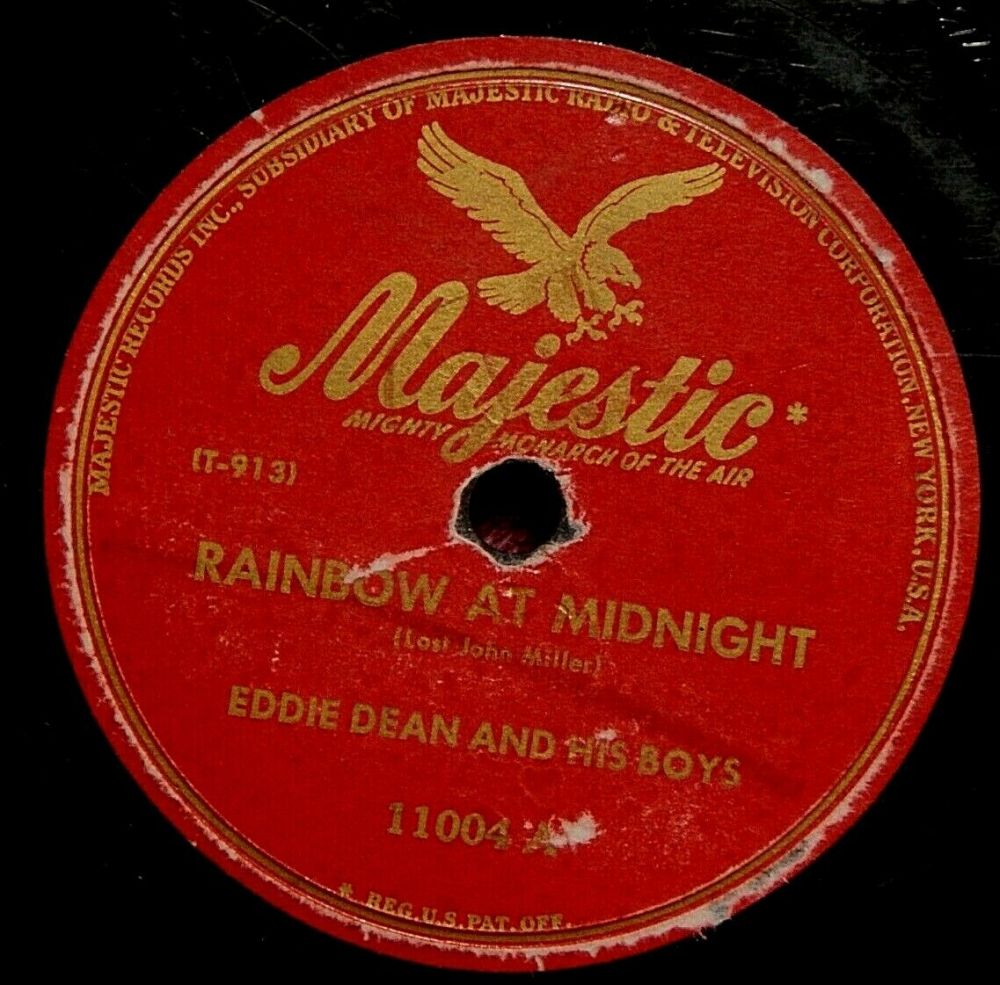 MAJESTIC RECORDS INC., SUBSIDIARY OF MAJESTIC RADIO & TELEVISION CORPORATION. NEW YORK. U.S.A.
Majestic*
MIGHTY MONARCH OF THE AIR
(T-913)
RAINBOW AT MIDNIGHT
(Lost John Miller)
EDDIE DEAN AND HIS BOYS
11004 A
* REG. U.S. PAT. OFF.